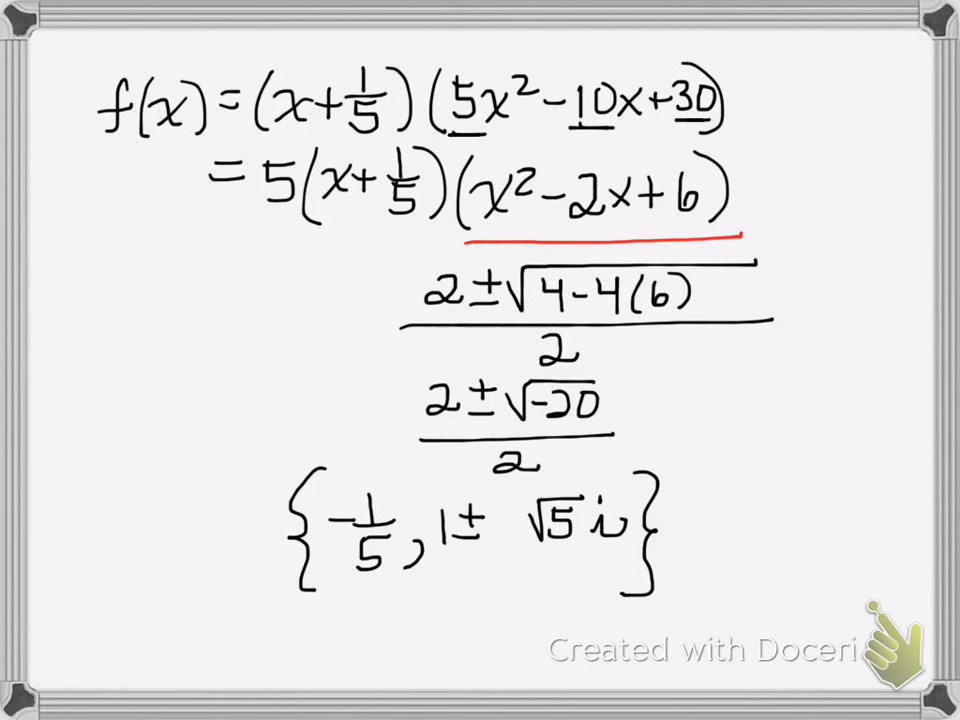 f(x) = (x + 1/5)(5x² - 10x + 30)
= 5(x + 1/5)(x² - 2x + 6)
2 ± √4 - 4(6)
2
2 ± √-20
2
{-1/5, 1 ± √5 i}
Created with Doceri